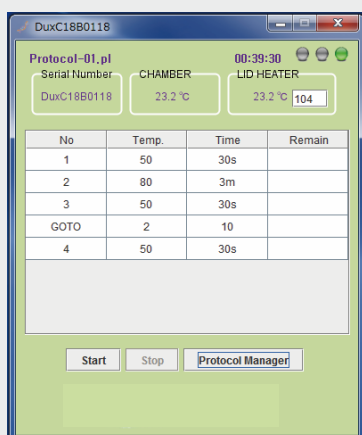 DuxC18B0118
Protocol-01,pl 00:39:30
Serial Number CHAMBER LID HEATER
DuxC18B0118 23.2 ℃ 23.2 ℃ 104
No Temp. Time Remain
1 50 30s
2 80 3m
3 50 30s
GOTO 2 10
4 50 30s
Start Stop Protocol Manager